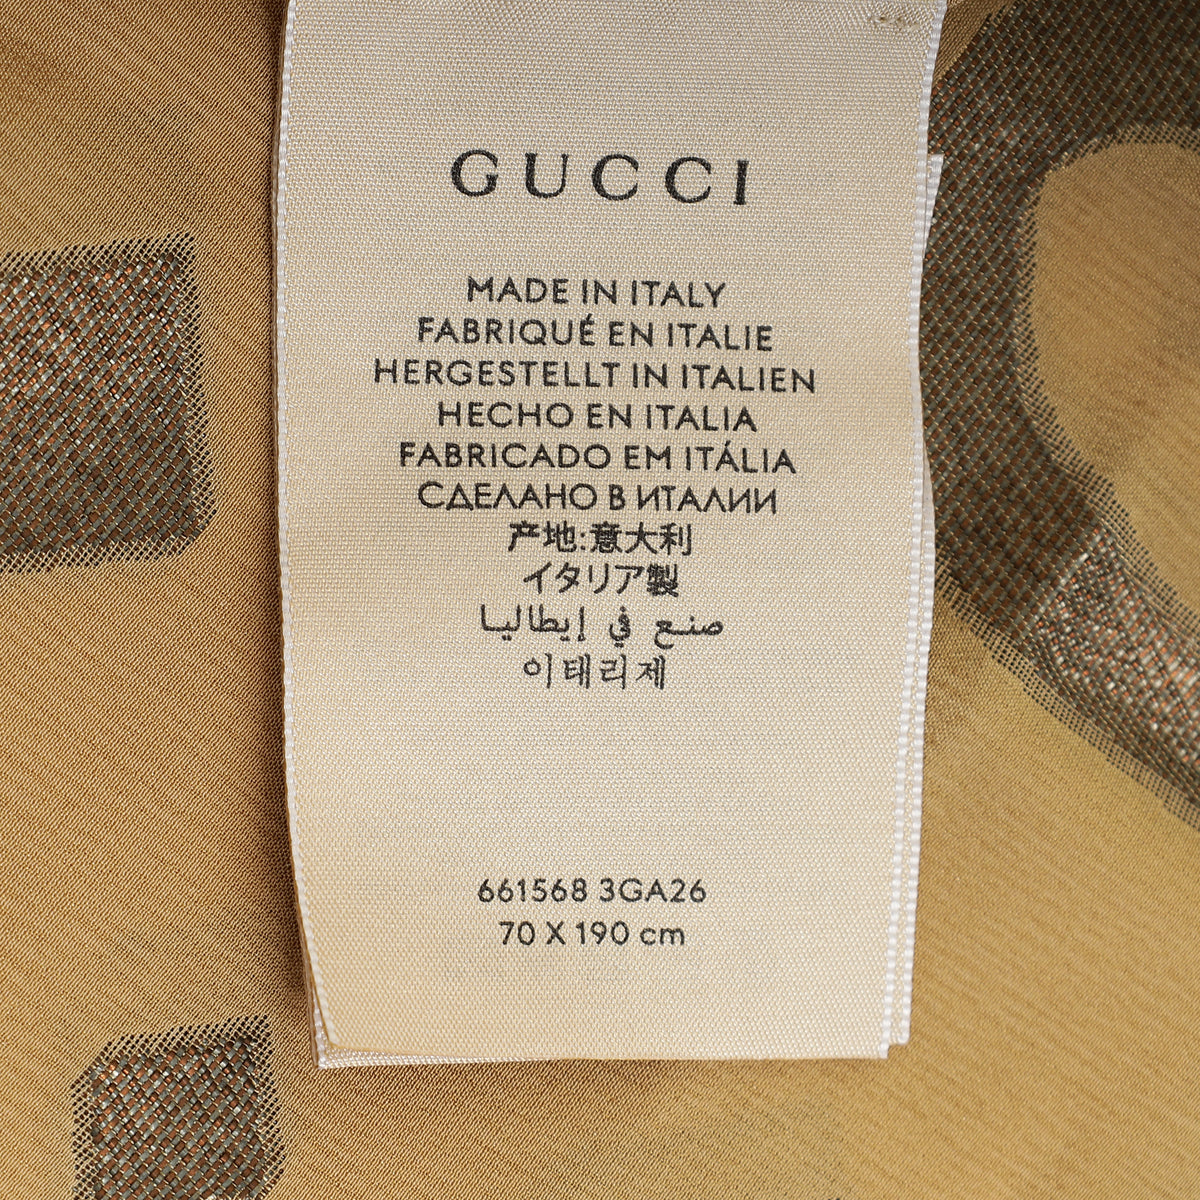 GUCCI
MADE IN ITALY
FABRIQUÉ EN ITALIE
HERGESTELLT IN ITALIEN
HECHO EN ITALIA
FABRICADO EM ITÁLIA
СДЕЛАНО В ИТАЛИИ
产地:意大利
イタリア製
صنع في إيطاليا
이태리제
661568 3GA26
70 X 190 cm